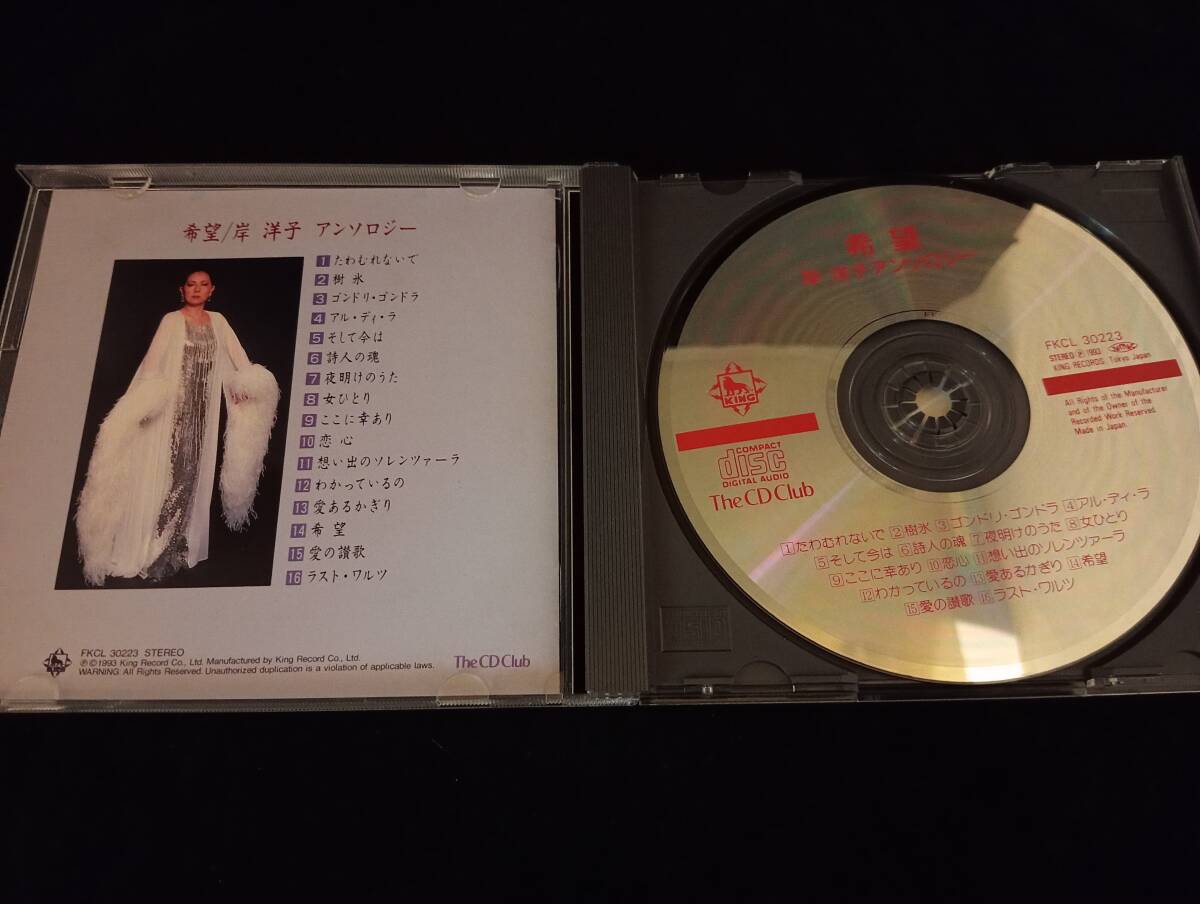 希望/岸 洋子 アンソロジー
1 たわむれないで
2 樹氷
3 ゴンドリ・ゴンドラ
4 アル・ディ・ラ
5 そして今は
6 詩人の魂
7 夜明けのうた
8 女ひとり
9 ここに幸あり
10 恋心
11 想い出のソレンツァーラ
12 わかっているの
13 愛あるかぎり
14 希望
15 愛の讃歌
16 ラスト・ワルツ
FKCL 30223 STEREO
℗©1993 King Record Co., Ltd. Manufactured by King Record Co., Ltd.
WARNING: All Rights Reserved. Unauthorized duplication is a violation of applicable laws.
The CD Club
希望
岸 洋子アンソロジー
KING
COMPACT
disc
DIGITAL AUDIO
The CD Club
FKCL 30223
STEREO ℗ 1993
KING RECORDS Tokyo Japan
All Rights of the Manufacturer
and of the Owner of the
Recorded Work Reserved.
Made in Japan.
1たわむれないで 2樹氷 3ゴンドリ・ゴンドラ 4アル・ディ・ラ
5そして今は 6詩人の魂 7夜明けのうた 8女ひとり
9ここに幸あり 10恋心 11想い出のソレンツァーラ
12わかっているの 13愛あるかぎり 14希望
15愛の讃歌 16ラスト・ワルツ